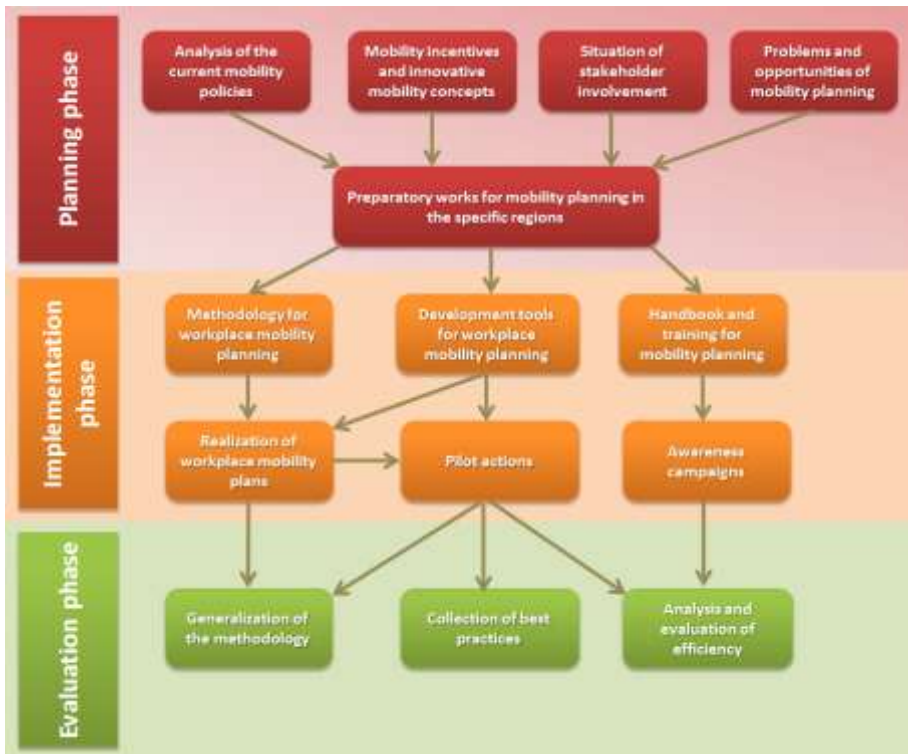 Planning phase
Analysis of the
current mobility
policies
Mobility incentives
and innovative
mobility concepts
Situation of
stakeholder
involvement
Problems and
opportunities of
mobility planning
Preparatory works for mobility planning in
the specific regions
Implementation
phase
Methodology for
workplace mobility
planning
Development tools
for workplace
mobility planning
Handbook and
training for
mobility planning
Realization of
workplace mobility
plans
Pilot actions
Awareness
campaigns
Evaluation phase
Generalization of
the methodology
Collection of best
practices
Analysis and
evaluation of
efficiency